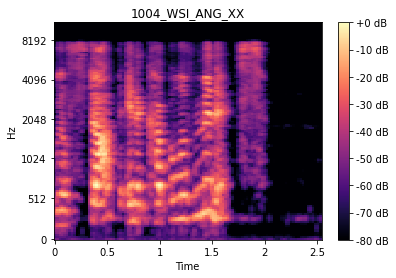 1004_WSI_ANG_XX
+0 dB
8192
-10 dB
4096
-20 dB
-30 dB
2048
Hz
-40 dB
1024
-50 dB
512
-60 dB
-70 dB
0
-80 dB
0 0.5 1 1.5 2 2.5
Time